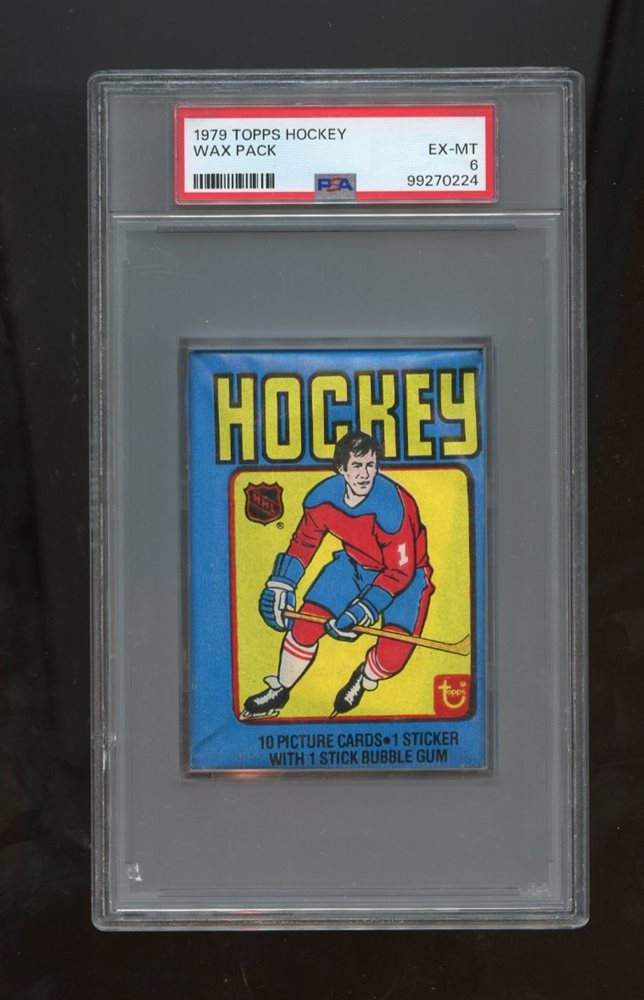 1979 TOPPS HOCKEY
WAX PACK EX-MT
6
PSA 99270224
HOCKEY
NHL
®
1
topps
10 PICTURE CARDS•1 STICKER
WITH 1 STICK BUBBLE GUM